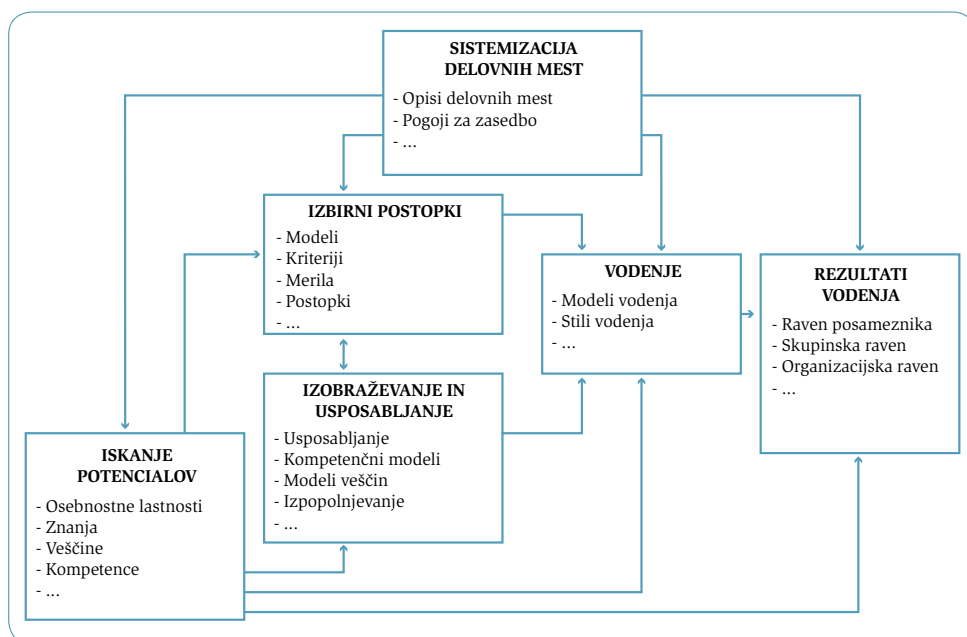 SISTEMIZACIJA
DELOVNIH MEST
- Opisi delovnih mest
- Pogoji za zasedbo
- ...
IZBIRNI POSTOPKI
- Modeli
- Kriteriji
- Merila
- Postopki
- ...
VODENJE
- Modeli vodenja
- Stili vodenja
- ...
REZULTATI
VODENJA
- Raven posameznika
- Skupinska raven
- Organizacijska raven
- ...
IZOBRAŽEVANJE IN
USPOSABLJANJE
- Usposabljanje
- Kompetenčni modeli
- Modeli veščin
- Izpopolnjevanje
- ...
ISKANJE
POTENCIALOV
- Osebnostne lastnosti
- Znanja
- Veščine
- Kompetence
- ...